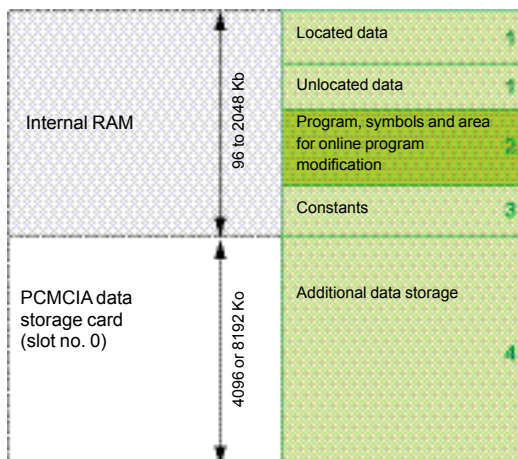 Located data 1
Unlocated data 1
Internal RAM
96 to 2048 Kb
Program, symbols and area
for online program
modification
2
Constants 3
PCMCIA data
storage card
(slot no. 0)
4096 or 8192 Ko
Additional data storage
4